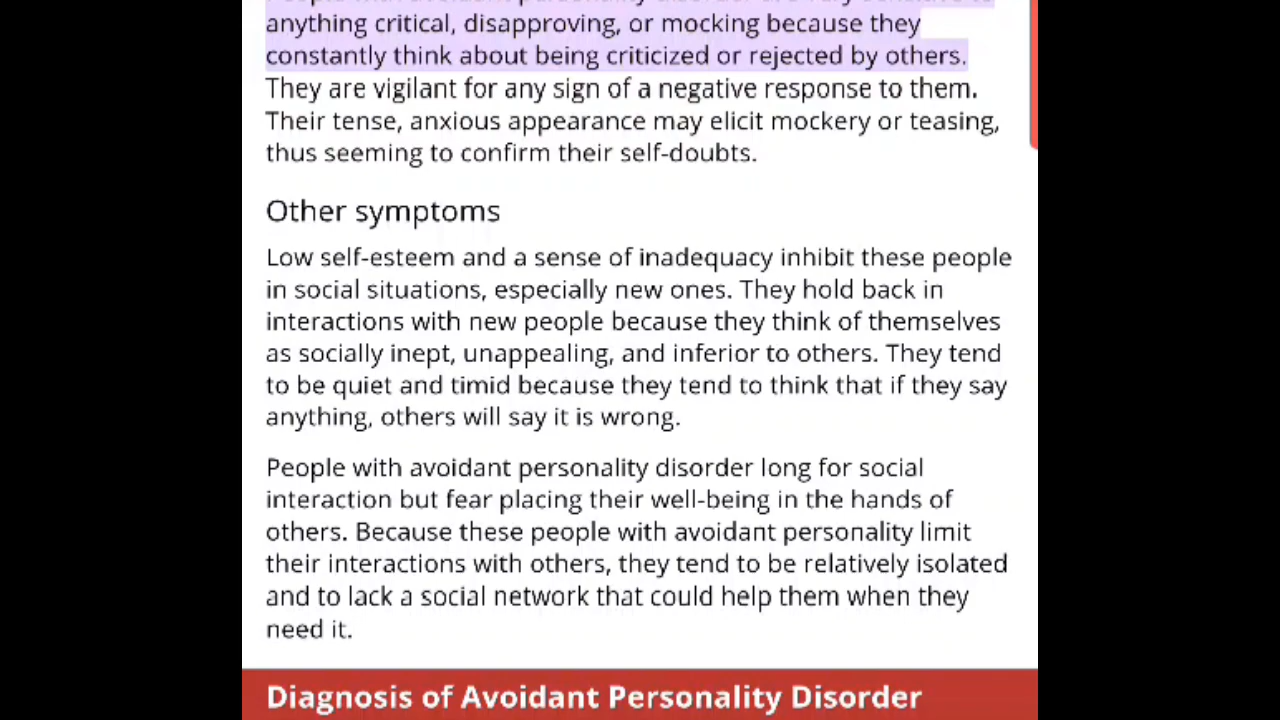 anything critical, disapproving, or mocking because they
constantly think about being criticized or rejected by others.
They are vigilant for any sign of a negative response to them.
Their tense, anxious appearance may elicit mockery or teasing,
thus seeming to confirm their self-doubts.
Other symptoms
Low self-esteem and a sense of inadequacy inhibit these people
in social situations, especially new ones. They hold back in
interactions with new people because they think of themselves
as socially inept, unappealing, and inferior to others. They tend
to be quiet and timid because they tend to think that if they say
anything, others will say it is wrong.
People with avoidant personality disorder long for social
interaction but fear placing their well-being in the hands of
others. Because these people with avoidant personality limit
their interactions with others, they tend to be relatively isolated
and to lack a social network that could help them when they
need it.
Diagnosis of Avoidant Personality Disorder